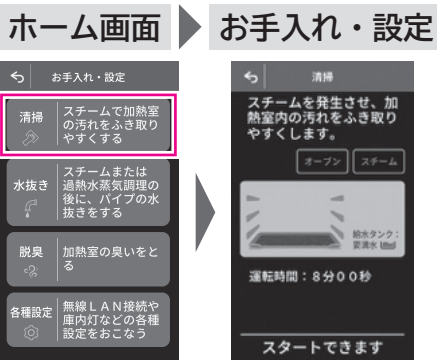 ホーム画面
お手入れ・設定
お手入れ・設定
清掃
スチームで加熱室
の汚れをふき取り
やすくする
水抜き
スチームまたは
過熱水蒸気調理の
後に、パイプの水
抜きをする
脱臭
加熱室の臭いをと
る
各種設定
無線LAN接続や
庫内灯などの各種
設定をおこなう
清掃
スチームを発生させ、加
熱室内の汚れをふき取り
やすくします。
オーブン
スチーム
給水タンク：
要満水
運転時間：8分00秒
スタートできます